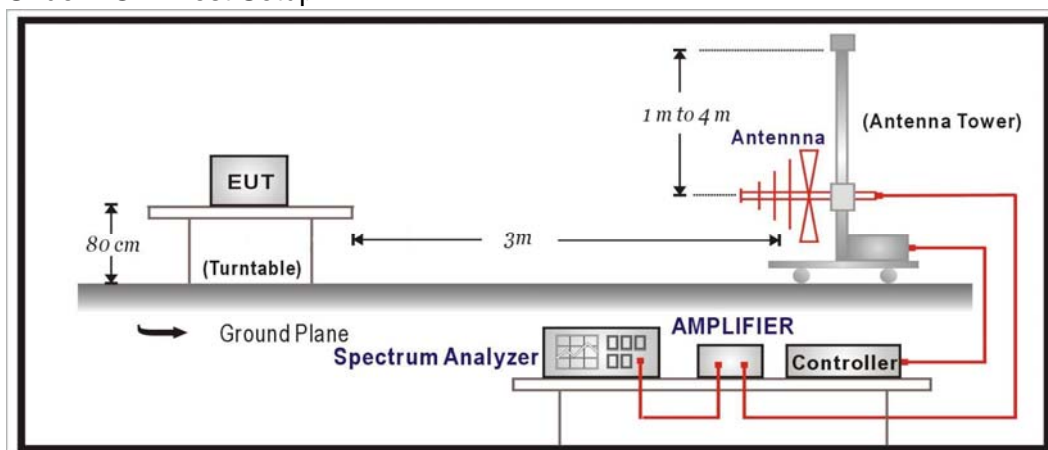 1 m to 4 m
(Antenna Tower)
Antennna
EUT
80 cm
3m
(Turntable)
Ground Plane
AMPLIFIER
Spectrum Analyzer
Controller